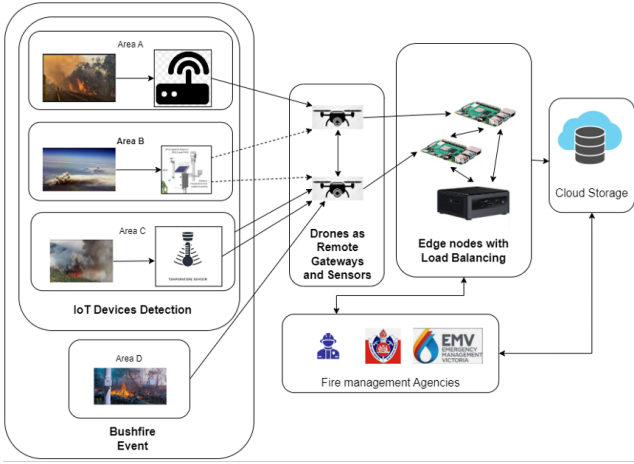 Area A
Area B
Area C
TEMPERATURE SENSOR
IoT Devices Detection
Area D
Bushfire
Event
Drones as
Remote
Gateways
and Sensors
Edge nodes with
Load Balancing
Cloud Storage
EMV
EMERGENCY
MANAGEMENT
VICTORIA
Fire management Agencies